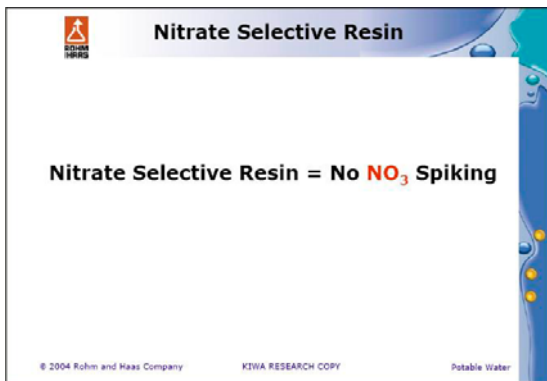 Nitrate Selective Resin
ROHM
HAAS
Nitrate Selective Resin = No NO₃ Spiking
© 2004 Rohm and Haas Company KIWA RESEARCH COPY Potable Water